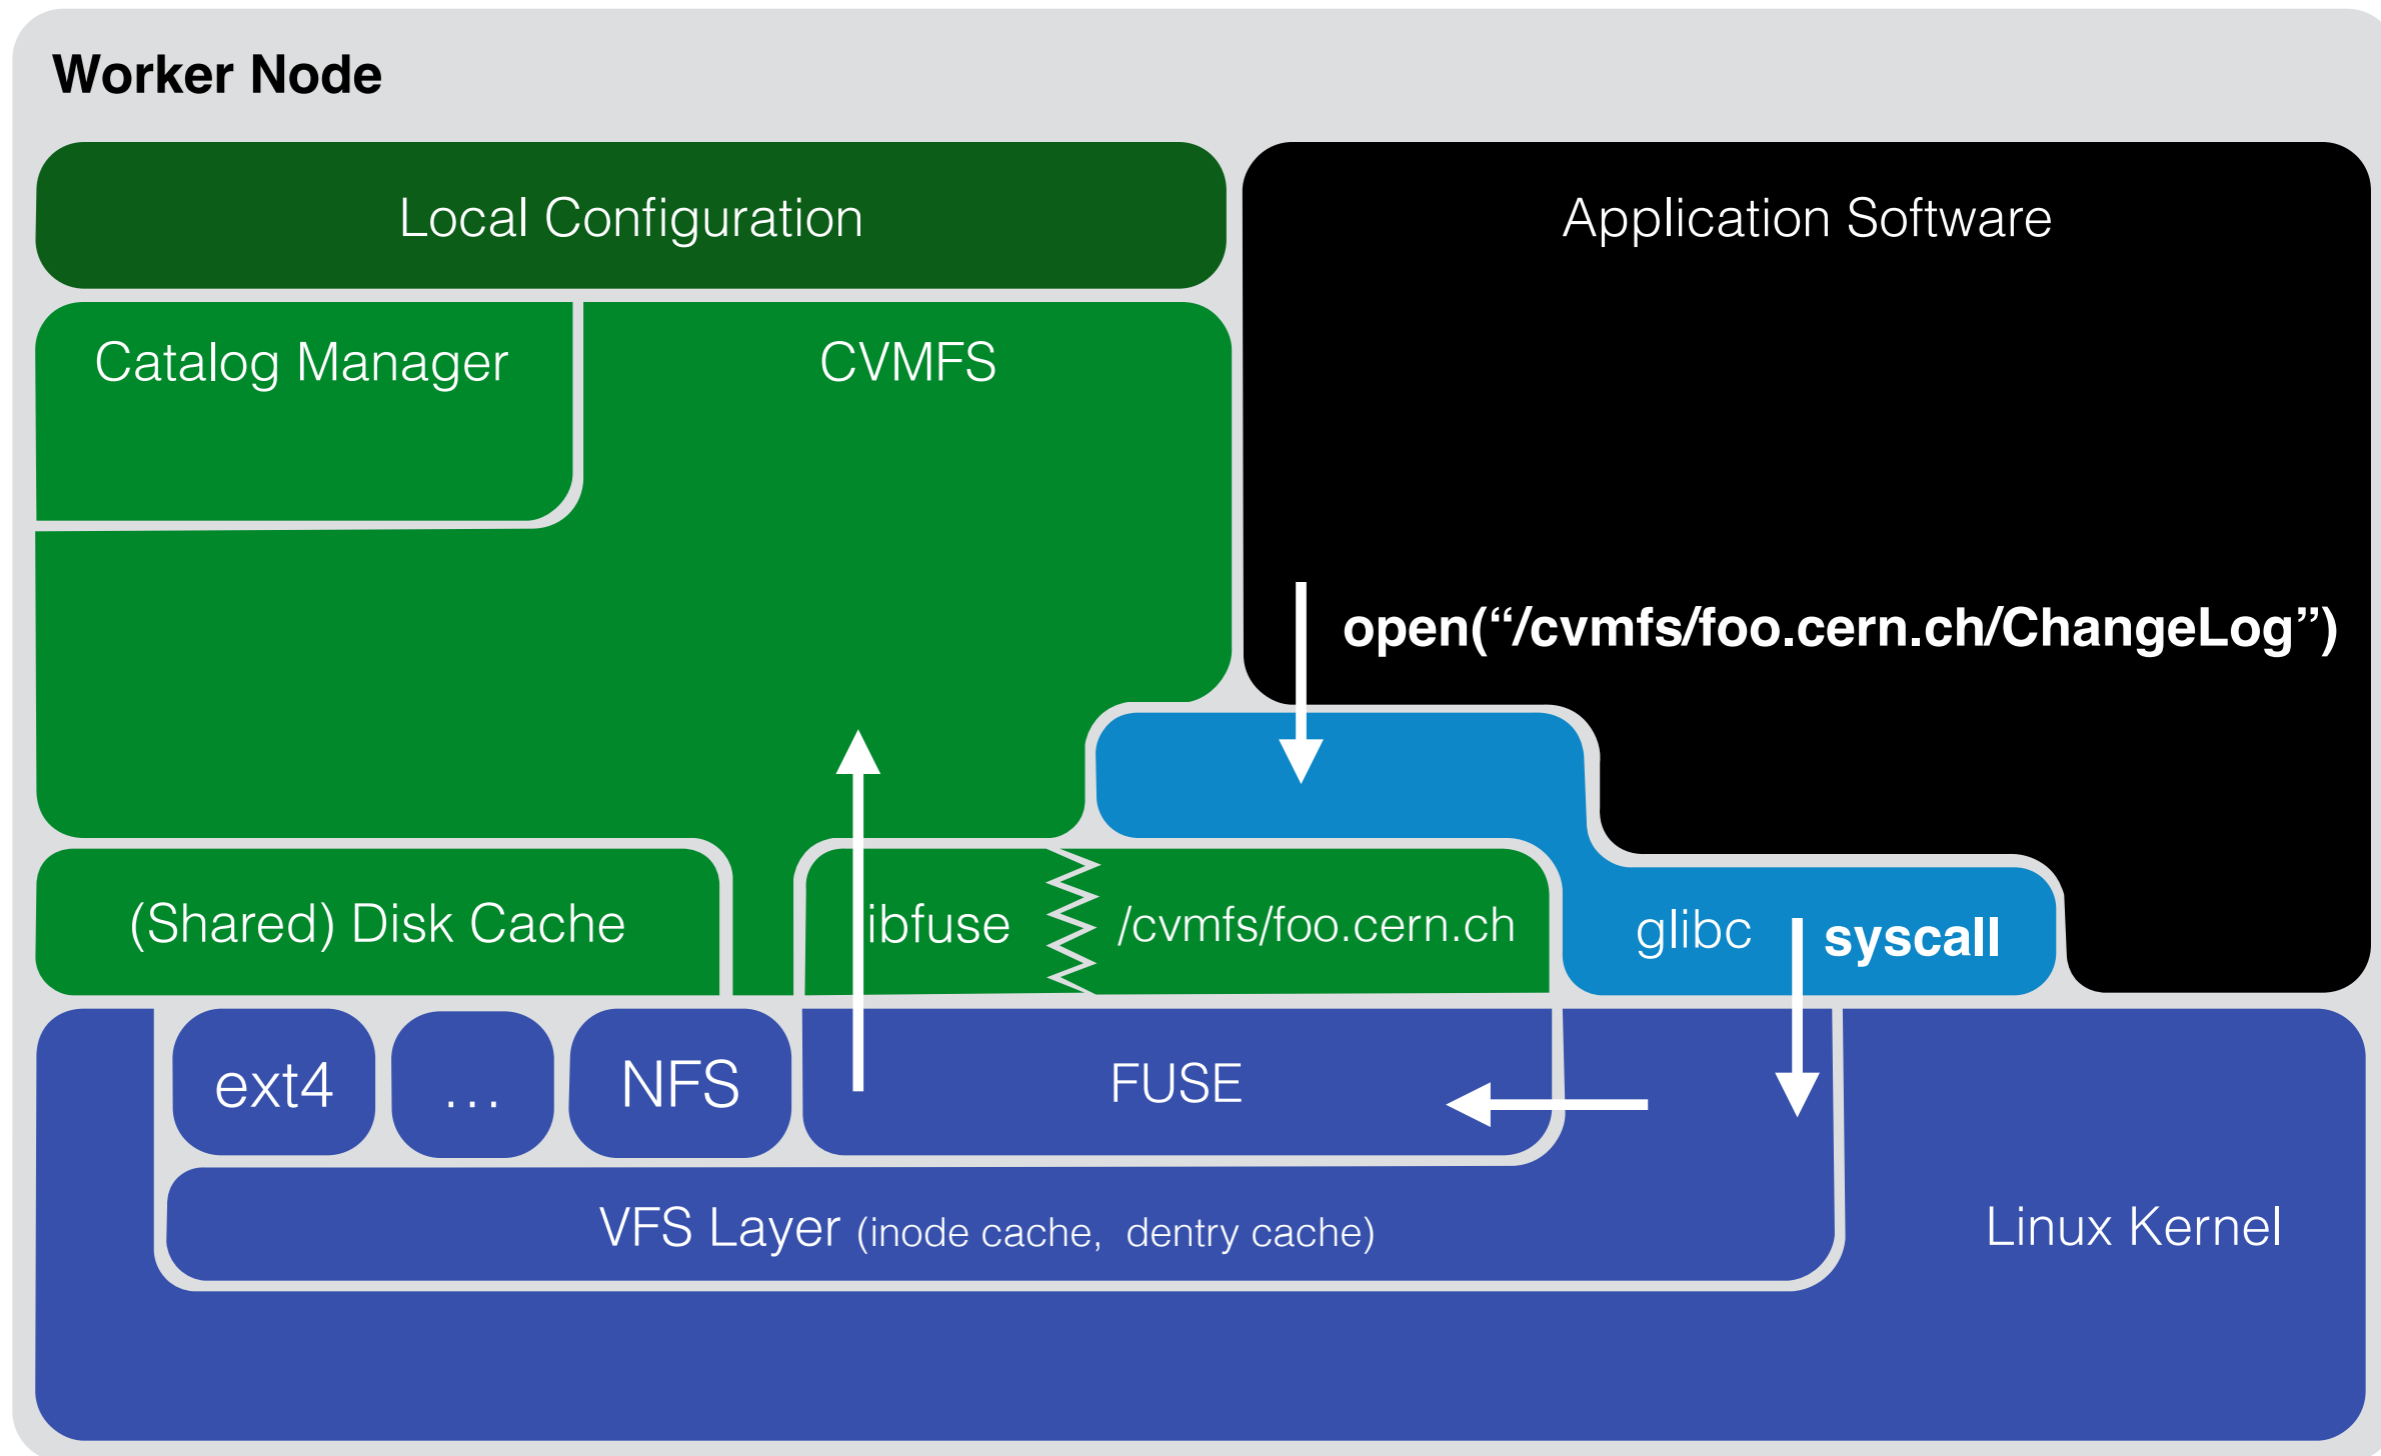 Worker Node
Local Configuration
Application Software
Catalog Manager
CVMFS
open(“/cvmfs/foo.cern.ch/ChangeLog”)
(Shared) Disk Cache
ibfuse
/cvmfs/foo.cern.ch
glibc
syscall
ext4
...
NFS
FUSE
VFS Layer (inode cache, dentry cache)
Linux Kernel